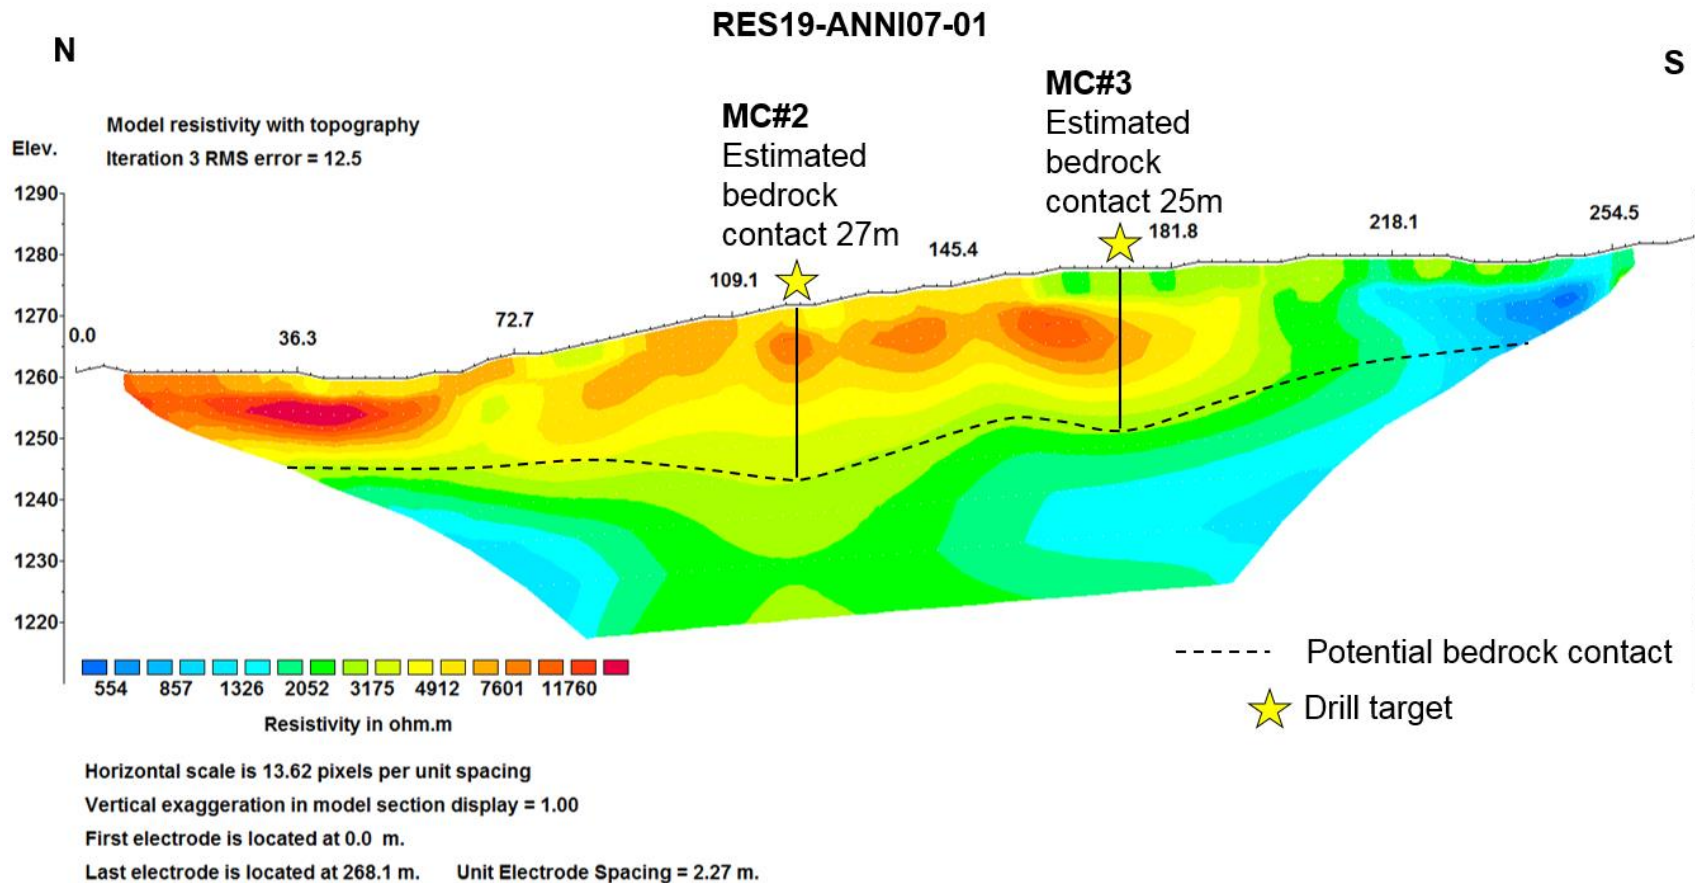 RES19-ANNI07-01
N
S
Model resistivity with topography
Iteration 3 RMS error = 12.5
MC#2
Estimated
bedrock
contact 27m
MC#3
Estimated
bedrock
contact 25m
Elev.
1290
1280
1270
1260
1250
1240
1230
1220
0.0
36.3
72.7
109.1
145.4
181.8
218.1
254.5
554 857 1326 2052 3175 4912 7601 11760
Resistivity in ohm.m
Potential bedrock contact
Drill target
Horizontal scale is 13.62 pixels per unit spacing
Vertical exaggeration in model section display = 1.00
First electrode is located at 0.0 m.
Last electrode is located at 268.1 m. Unit Electrode Spacing = 2.27 m.